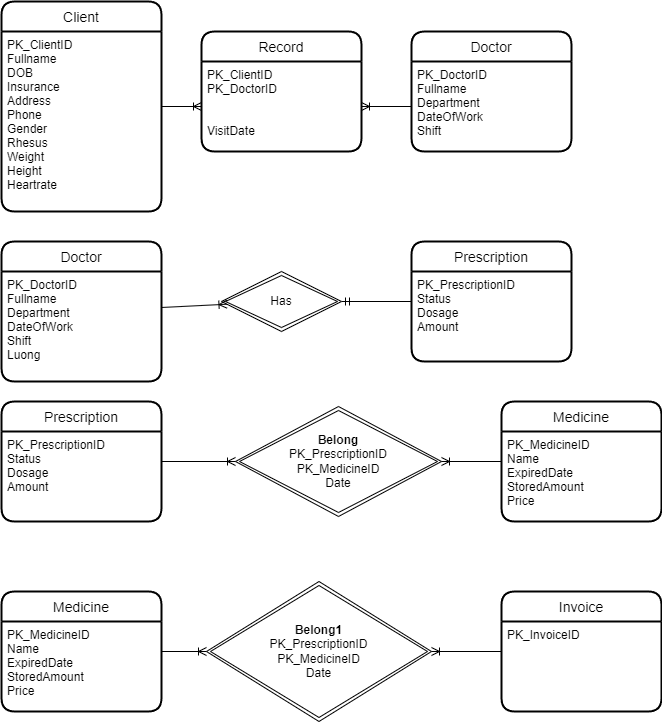 Client
PK_ClientID
Fullname
DOB
Insurance
Address
Phone
Gender
Rhesus
Weight
Height
Heartrate
Record
PK_ClientID
PK_DoctorID
VisitDate
Doctor
PK_DoctorID
Fullname
Department
DateOfWork
Shift
Doctor
PK_DoctorID
Fullname
Department
DateOfWork
Shift
Luong
Has
Prescription
PK_PrescriptionID
Status
Dosage
Amount
Prescription
PK_PrescriptionID
Status
Dosage
Amount
Belong
PK_PrescriptionID
PK_MedicineID
Date
Medicine
PK_MedicineID
Name
ExpiredDate
StoredAmount
Price
Medicine
PK_MedicineID
Name
ExpiredDate
StoredAmount
Price
Belong1
PK_PrescriptionID
PK_MedicineID
Date
Invoice
PK_InvoiceID